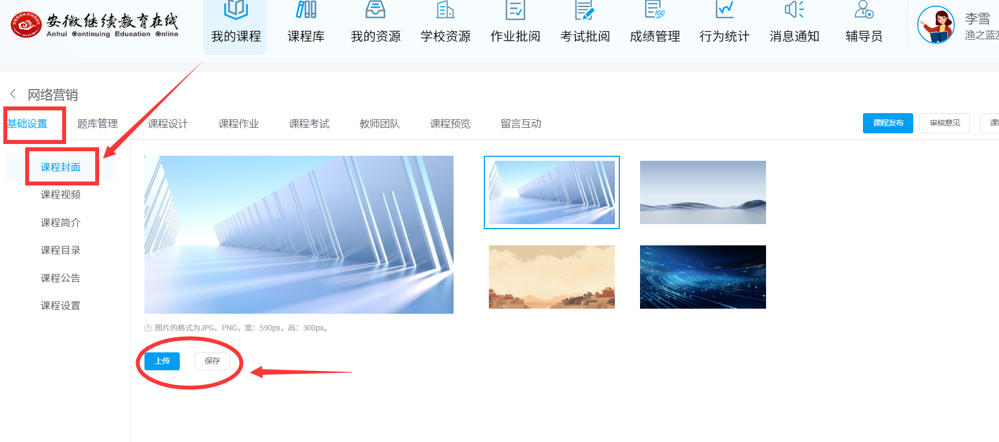 安徽继续教育在线
Anhui Continuing Education Online
我的课程
课程库
我的资源
学校资源
作业批阅
考试批阅
成绩管理
行为统计
消息通知
辅导员
李雪
渔之蓝
网络营销
基础设置
题库管理
课程设计
课程作业
课程考试
教师团队
课程预览
留言互动
课程发布
审核意见
课
课程封面
课程视频
课程简介
课程目录
课程公告
课程设置
图片的格式为JPG、PNG，宽：590px，高：300px。
上传
保存